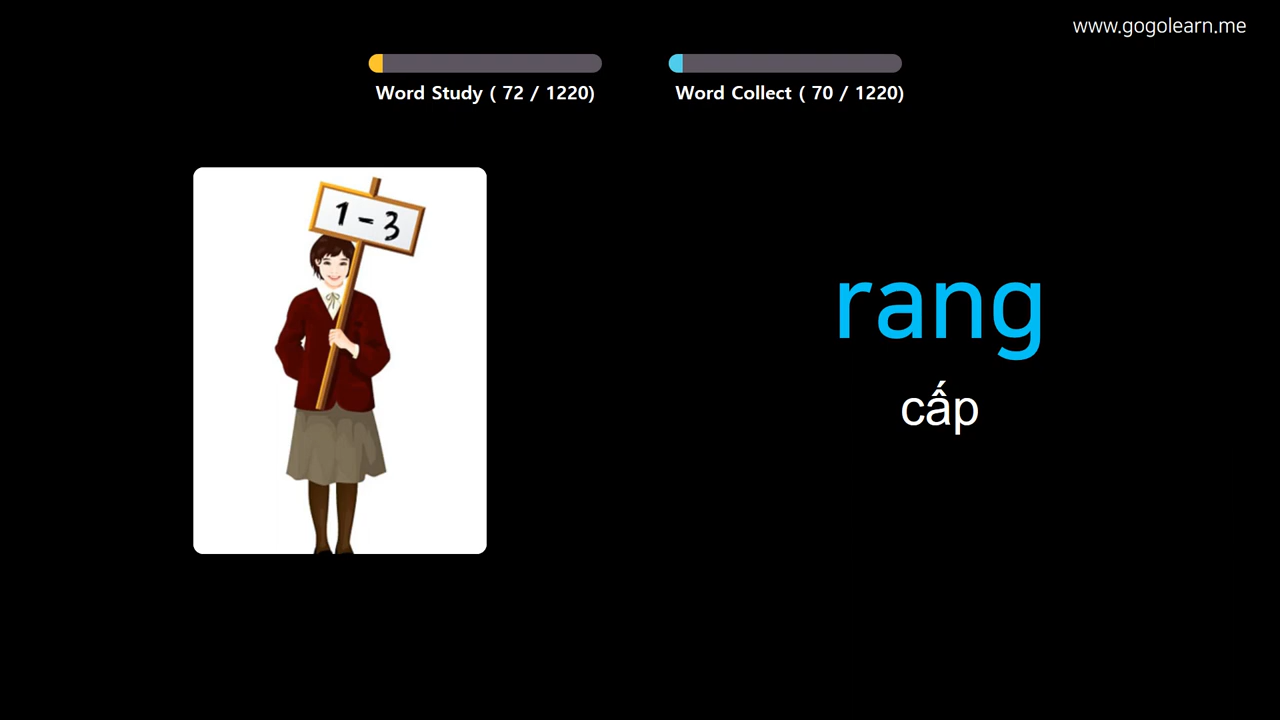 www.gogolearn.me
Word Study ( 72 / 1220)
Word Collect ( 70 / 1220)
1 - 3
rang
cấp